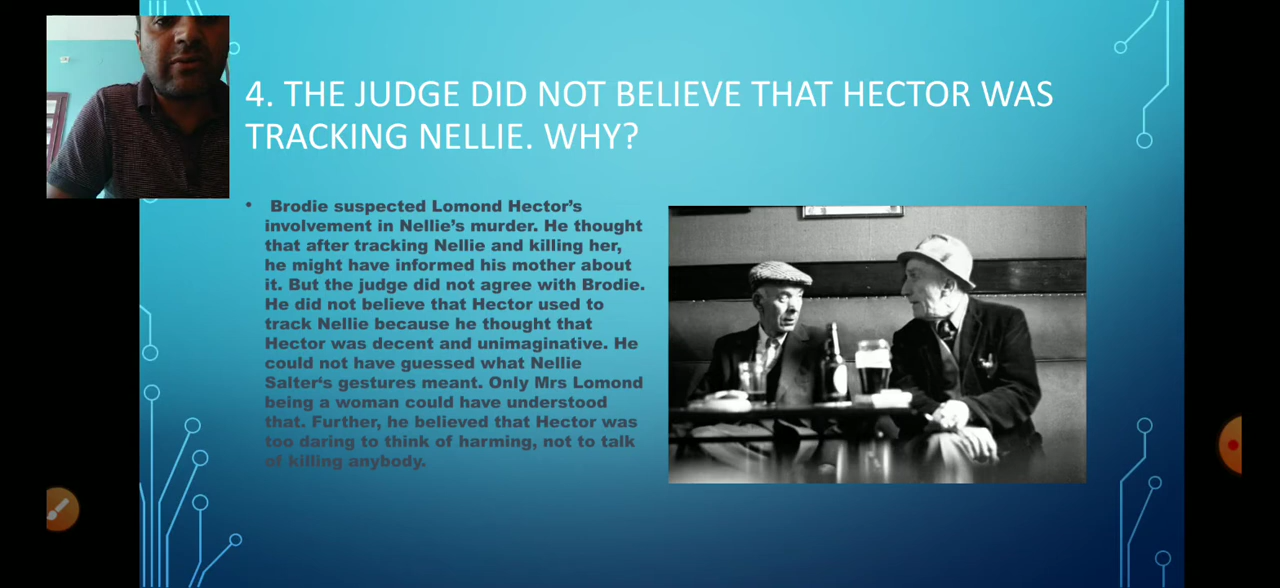 4. THE JUDGE DID NOT BELIEVE THAT HECTOR WAS
TRACKING NELLIE. WHY?
• Brodie suspected Lomond Hector’s
involvement in Nellie’s murder. He thought
that after tracking Nellie and killing her,
he might have informed his mother about
it. But the judge did not agree with Brodie.
He did not believe that Hector used to
track Nellie because he thought that
Hector was decent and unimaginative. He
could not have guessed what Nellie
Salter‘s gestures meant. Only Mrs Lomond
being a woman could have understood
that. Further, he believed that Hector was
too daring to think of harming, not to talk
of killing anybody.